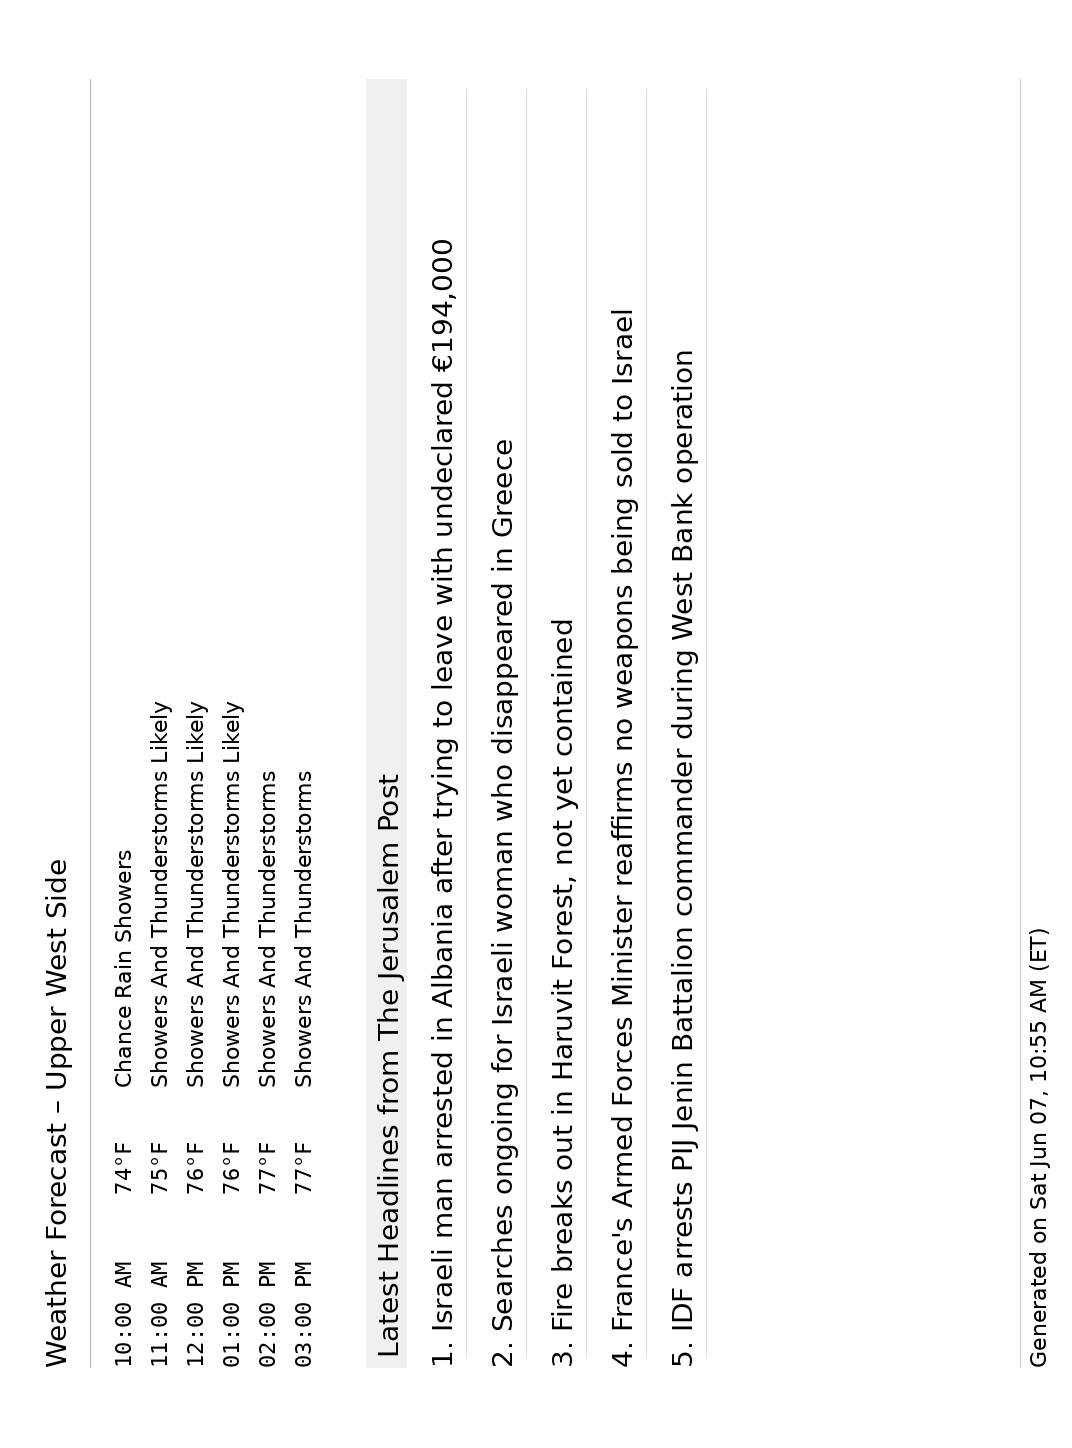 Weather Forecast – Upper West Side
10:00 AM 74°F Chance Rain Showers
11:00 AM 75°F Showers And Thunderstorms Likely
12:00 PM 76°F Showers And Thunderstorms Likely
01:00 PM 76°F Showers And Thunderstorms Likely
02:00 PM 77°F Showers And Thunderstorms
03:00 PM 77°F Showers And Thunderstorms
Latest Headlines from The Jerusalem Post
1. Israeli man arrested in Albania after trying to leave with undeclared €194,000
2. Searches ongoing for Israeli woman who disappeared in Greece
3. Fire breaks out in Haruvit Forest, not yet contained
4. France's Armed Forces Minister reaffirms no weapons being sold to Israel
5. IDF arrests PIJ Jenin Battalion commander during West Bank operation
Generated on Sat Jun 07, 10:55 AM (ET)